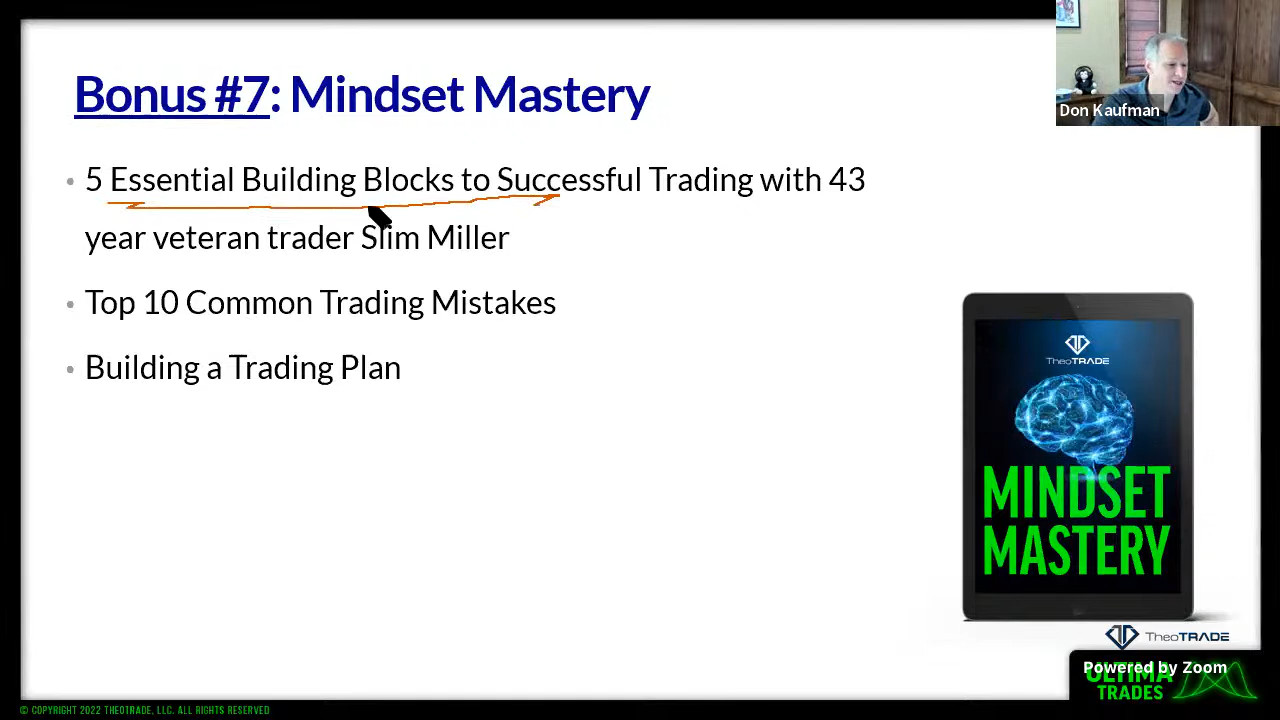 Bonus #7: Mindset Mastery
Don Kaufman
• 5 Essential Building Blocks to Successful Trading with 43
year veteran trader Slim Miller
• Top 10 Common Trading Mistakes
• Building a Trading Plan
TheoTRADE
MINDSET
MASTERY
TheoTRADE
Powered by Zoom
ULTIMA
TRADES
© COPYRIGHT 2022 THEOTRADE, LLC. ALL RIGHTS RESERVED